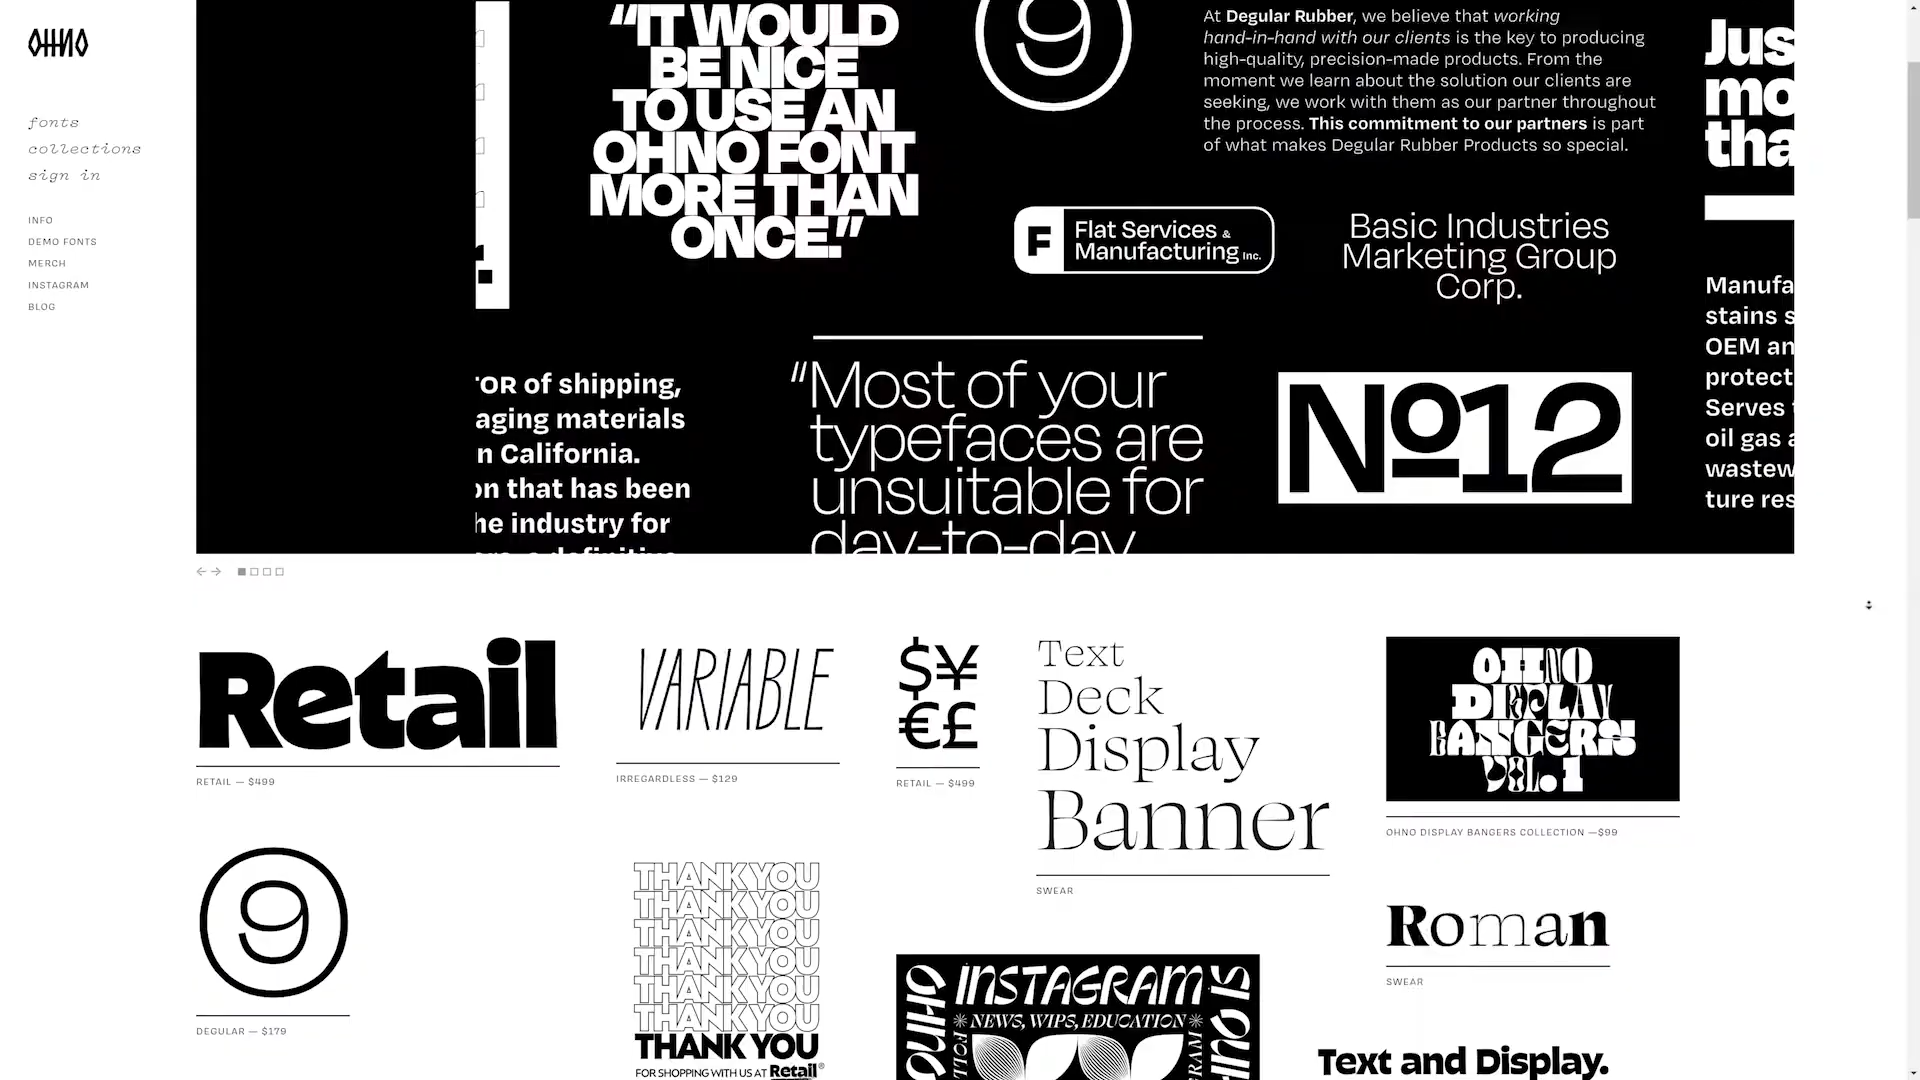 OHNO
fonts
collections
sign in
INFO
DEMO FONTS
MERCH
INSTAGRAM
BLOG
“IT WOULD
BE NICE
TO USE AN
OHNO FONT
MORE THAN
ONCE.”
9
At Degular Rubber, we believe that working
hand-in-hand with our clients is the key to producing
high-quality, precision-made products. From the
moment we learn about the solution our clients are
seeking, we work with them as our partner throughout
the process. This commitment to our partners is part
of what makes Degular Rubber Products so special.
Jus
mo
tha
F
Flat Services &
Manufacturing Inc.
Basic Industries
Marketing Group
Corp.
TOR of shipping,
aging materials
n California.
on that has been
he industry for
“Most of your
typefaces are
unsuitable for
day-to-day
Nº12
Manufa
stains s
OEM an
protect
Serves
oil gas a
wastew
ture res
Retail
RETAIL — $499
VARIABLE
IRREGARDLESS — $129
$¥
€£
RETAIL — $499
Text
Deck
Display
Banner
SWEAR
OHNO
DISPLAY
BANGERS
VOL. 1
OHNO DISPLAY BANGERS COLLECTION —$99
9
DEGULAR — $179
THANK YOU
THANK YOU
THANK YOU
THANK YOU
THANK YOU
THANK YOU
THANK YOU
FOR SHOPPING WITH US AT Retail®
INSTAGRAM
✳ NEWS, WIPS, EDUCATION ✳
OHNO IS
Roman
SWEAR
Text and Display.